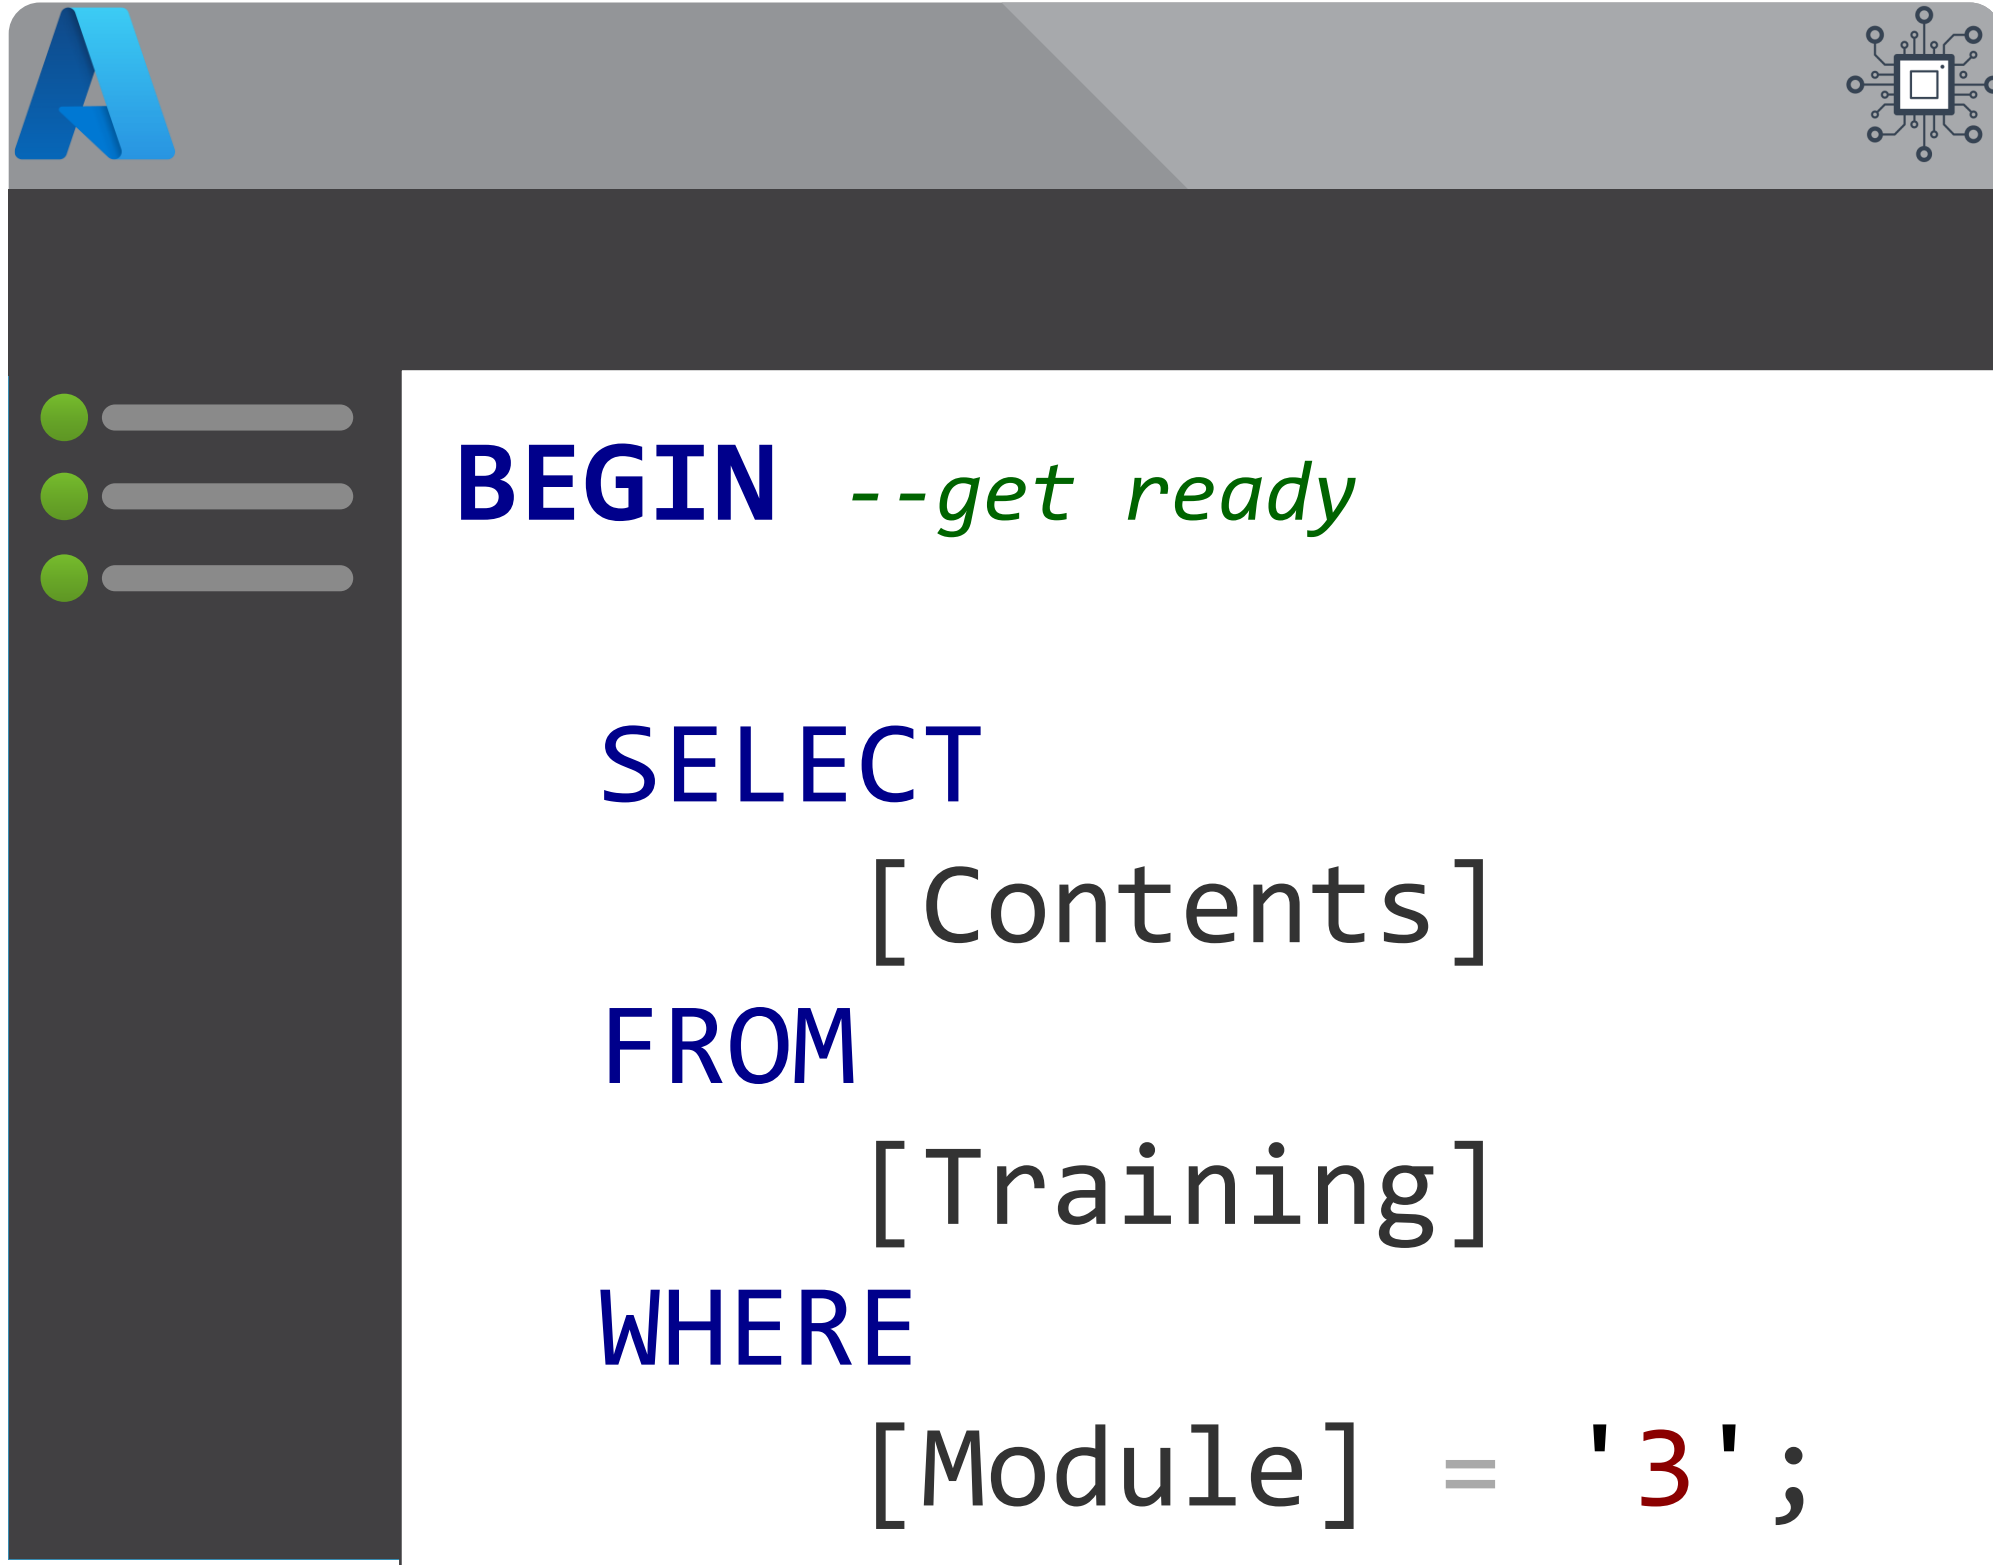 BEGIN --get ready
SELECT
[Contents]
FROM
[Training]
WHERE
[Module] = '3';